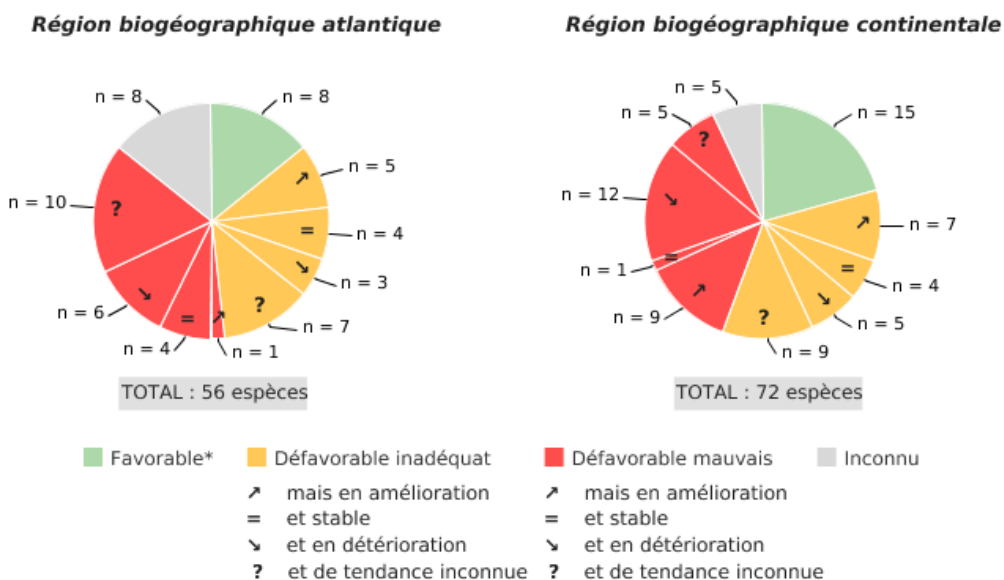 Région biogéographique atlantique
Région biogéographique continentale
n = 8
n = 8
n = 5
n = 10
?
↗
=
n = 4
↘
n = 3
?
n = 7
n = 6
↘
=
n = 4
↗
n = 1
TOTAL : 56 espèces
n = 5
n = 5
n = 15
?
n = 12
↘
↗
n = 7
=
n = 1
=
n = 4
↗
n = 9
↘
n = 5
?
n = 9
TOTAL : 72 espèces
Favorable*
Défavorable inadéquat
↗ mais en amélioration
= et stable
↘ et en détérioration
? et de tendance inconnue
Défavorable mauvais
↗ mais en amélioration
= et stable
↘ et en détérioration
? et de tendance inconnue
Inconnu